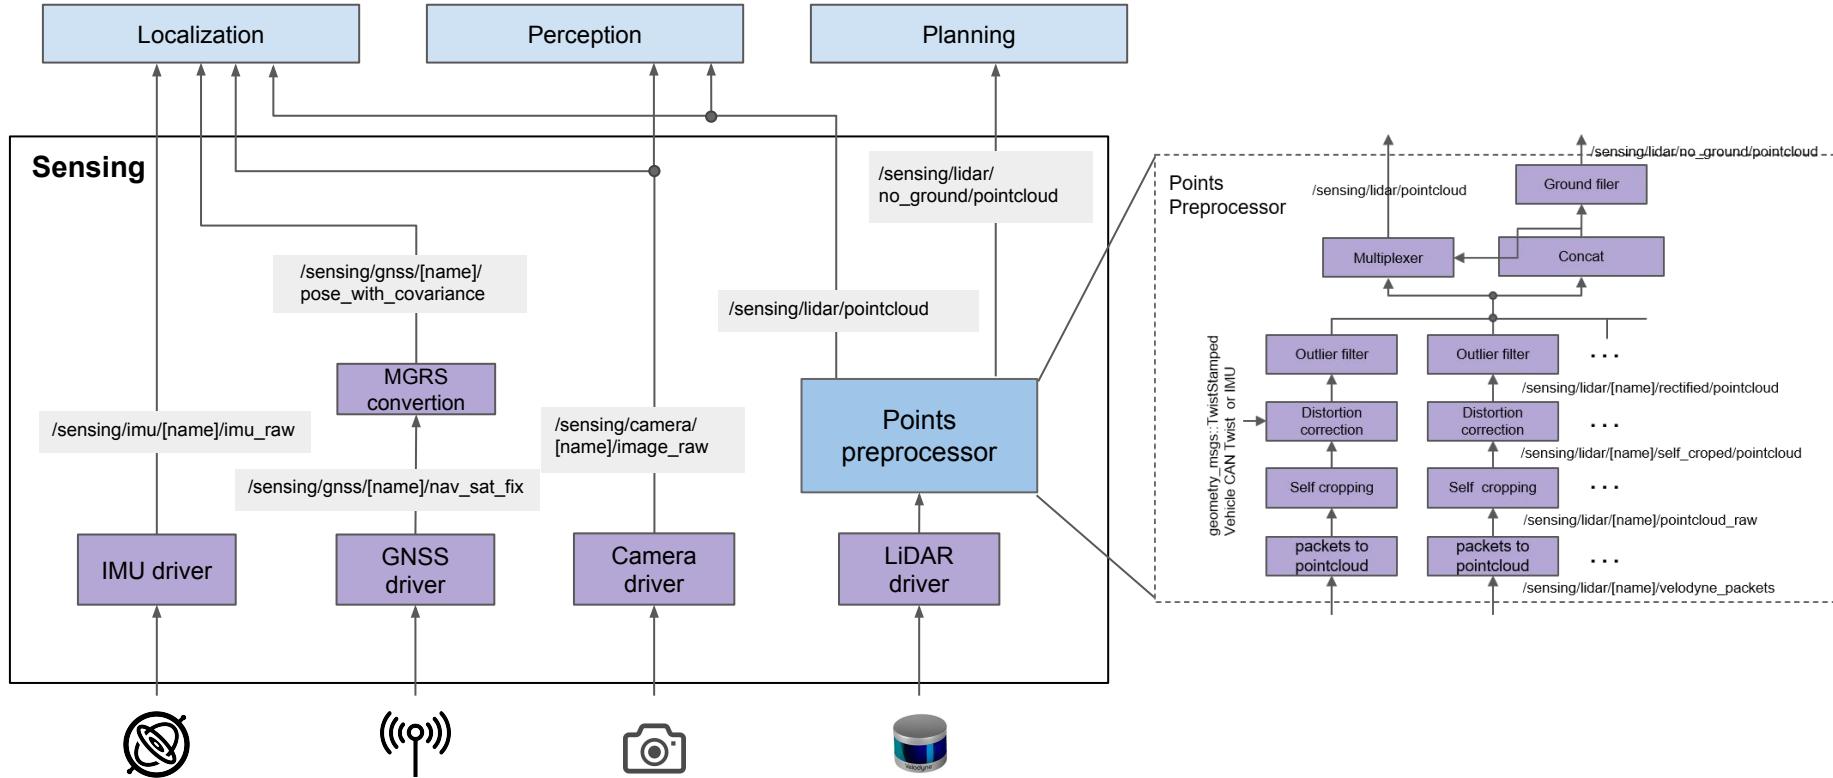 Localization
Perception
Planning
Sensing
/sensing/lidar/
no_ground/pointcloud
/sensing/gnss/[name]/
pose_with_covariance
/sensing/lidar/pointcloud
MGRS
convertion
/sensing/imu/[name]/imu_raw
/sensing/camera/
[name]/image_raw
Points
preprocessor
/sensing/gnss/[name]/nav_sat_fix
IMU driver
GNSS
driver
Camera
driver
LiDAR
driver
Velodyne
Points
Preprocessor
/sensing/lidar/no_ground/pointcloud
/sensing/lidar/pointcloud
Ground filer
Multiplexer
Concat
geometry_msgs::TwistStamped
Vehicle CAN Twist or IMU
Outlier filter
Outlier filter
...
/sensing/lidar/[name]/rectified/pointcloud
Distortion
correction
Distortion
correction
...
/sensing/lidar/[name]/self_croped/pointcloud
Self cropping
Self cropping
...
/sensing/lidar/[name]/pointcloud_raw
packets to
pointcloud
packets to
pointcloud
...
/sensing/lidar/[name]/velodyne_packets